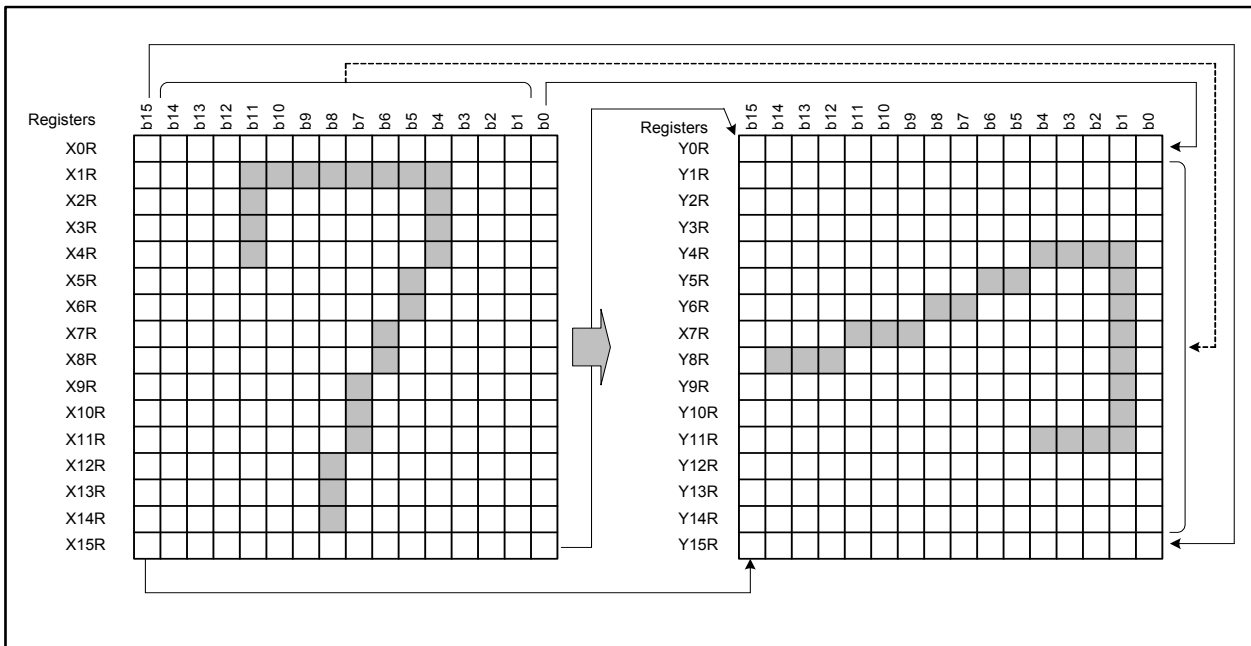 b15 b14 b13 b12 b11 b10 b9 b8 b7 b6 b5 b4 b3 b2 b1 b0
Registers
X0R
X1R
X2R
X3R
X4R
X5R
X6R
X7R
X8R
X9R
X10R
X11R
X12R
X13R
X14R
X15R
b15 b14 b13 b12 b11 b10 b9 b8 b7 b6 b5 b4 b3 b2 b1 b0
Registers
Y0R
Y1R
Y2R
Y3R
Y4R
Y5R
Y6R
X7R
Y8R
Y9R
Y10R
Y11R
Y12R
Y13R
Y14R
Y15R